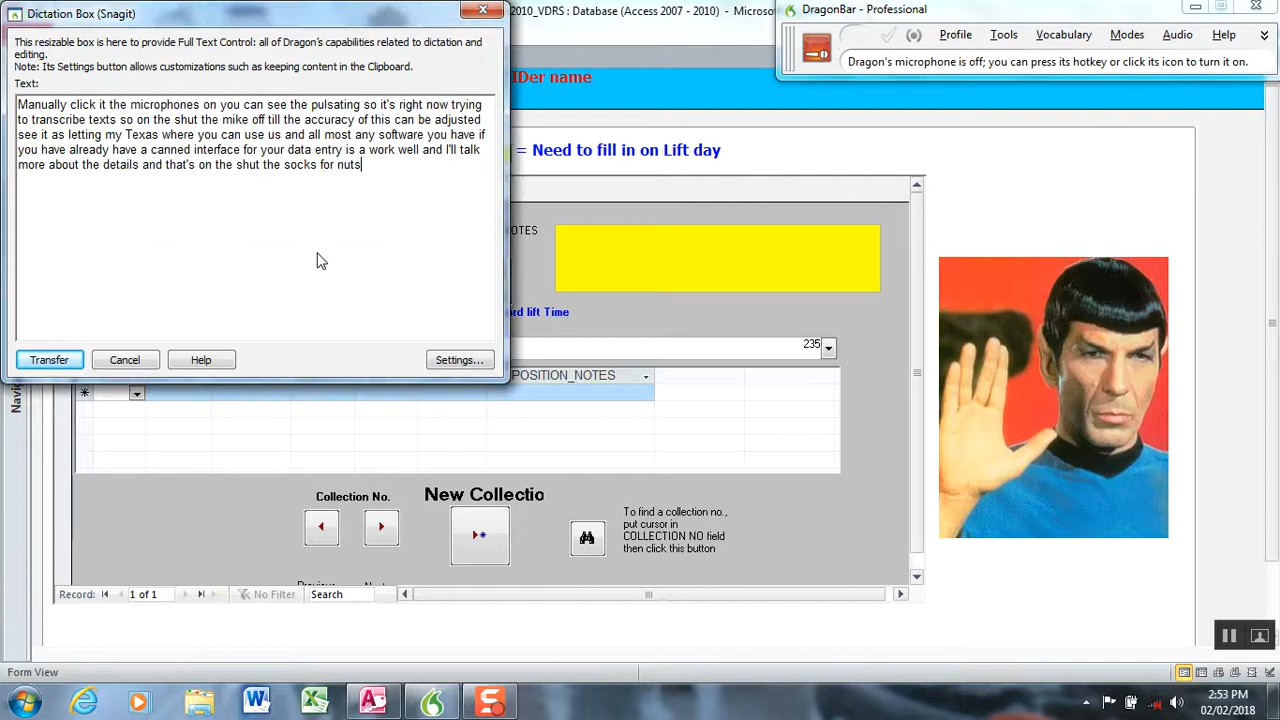 Dictation Box (Snagit)
2010_VDRS : Database (Access 2007 - 2010) - Micros
DragonBar - Professional
This resizable box is here to provide Full Text Control: all of Dragon's capabilities related to dictation and
editing.
Note: Its Settings button allows customizations such as keeping content in the Clipboard.
Text:
Profile Tools Vocabulary Modes Audio Help
Dragon's microphone is off; you can press its hotkey or click its icon to turn it on.
IDer name
Manually click it the microphones on you can see the pulsating so it's right now trying
to transcribe texts so on the shut the mike off till the accuracy of this can be adjusted
see it as letting my Texas where you can use us and all most any software you have if
you have already have a canned interface for your data entry is a work well and I'll talk
more about the details and that's on the shut the socks for nuts
= Need to fill in on Lift day
OTES
ord lift Time
235
Transfer Cancel Help Settings...
POSITION_NOTES
Navic
Collection No. New Collectio
To find a collection no.,
put cursor in
COLLECTION NO field
then click this button
Record: 1 of 1 No Filter Search
Form View
2:53 PM
02/02/2018